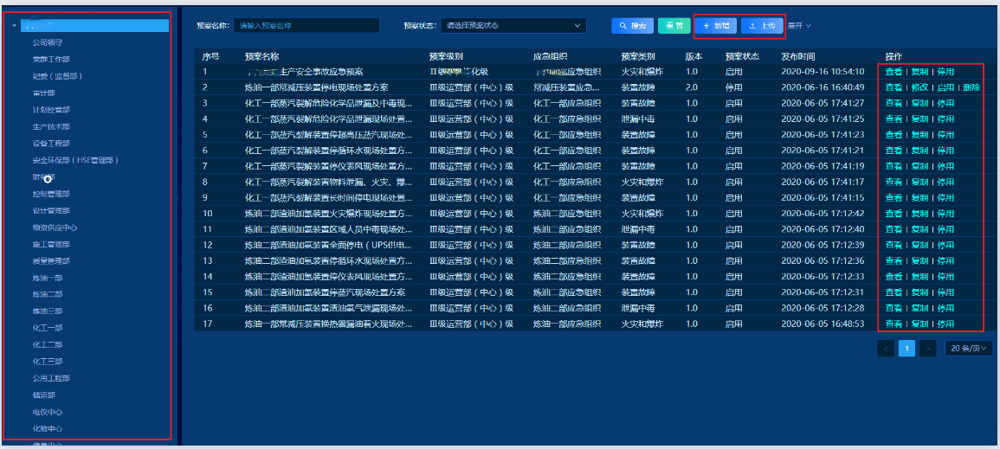 公司领导
党群工作部
纪委（监督部）
审计部
计划经营部
生产技术部
设备工程部
安全环保部（HSE管理部）
财务部
控制管理部
设计管理部
物资供应中心
施工管理部
质量管理部
炼油一部
炼油二部
炼油三部
化工一部
化工二部
化工三部
公用工程部
储运部
电仪中心
化验中心
信息中心
预案名称： 请输入预案名称 预案状态： 请选择预案状态 搜索 重置 + 新增 上传 展开
序号 预案名称 预案级别 应急组织 预案类别 版本 预案状态 发布时间 操作
1 生产安全事故应急预案 II级 化级 应急组织 火灾和爆炸 1.0 启用 2020-09-16 10:54:10 查看 | 复制 | 停用
2 炼油一部常减压装置停电现场处置方案 III级运营部（中心）级 常减压装置应急... 装置故障 2.0 停用 2020-06-16 16:40:49 查看 | 修改 | 启用 | 删除
3 化工一部蒸汽裂解危险化学品泄漏及中毒现... III级运营部（中心）级 化工一部应急组织 装置故障 1.0 启用 2020-06-05 17:41:27 查看 | 复制 | 停用
4 化工一部蒸汽裂解危险化学品泄漏现场处置... III级运营部（中心）级 化工一部应急组织 泄漏中毒 1.0 启用 2020-06-05 17:41:25 查看 | 复制 | 停用
5 化工一部蒸汽裂解装置停超高压蒸汽现场处... III级运营部（中心）级 化工一部应急组织 装置故障 1.0 启用 2020-06-05 17:41:23 查看 | 复制 | 停用
6 化工一部蒸汽裂解装置停循环水现场处置方... III级运营部（中心）级 化工一部应急组织 装置故障 1.0 启用 2020-06-05 17:41:21 查看 | 复制 | 停用
7 化工一部蒸汽裂解装置停仪表风现场处置方... III级运营部（中心）级 化工一部应急组织 装置故障 1.0 启用 2020-06-05 17:41:19 查看 | 复制 | 停用
8 化工一部蒸汽裂解装置物料泄漏、火灾、爆... III级运营部（中心）级 化工一部应急组织 火灾和爆炸 1.0 启用 2020-06-05 17:41:17 查看 | 复制 | 停用
9 化工一部蒸汽裂解装置长时间停电现场处置... III级运营部（中心）级 化工一部应急组织 装置故障 1.0 启用 2020-06-05 17:41:15 查看 | 复制 | 停用
10 炼油二部渣油加氢装置火灾爆炸现场处置方... III级运营部（中心）级 炼油二部应急组织 火灾和爆炸 1.0 启用 2020-06-05 17:12:42 查看 | 复制 | 停用
11 炼油二部渣油加氢装置区域人员中毒现场处... III级运营部（中心）级 炼油二部应急组织 泄漏中毒 1.0 启用 2020-06-05 17:12:40 查看 | 复制 | 停用
12 炼油二部渣油加氢装置全面停电（UPS供电... III级运营部（中心）级 炼油二部应急组织 装置故障 1.0 启用 2020-06-05 17:12:39 查看 | 复制 | 停用
13 炼油二部渣油加氢装置停循环水现场处置方... III级运营部（中心）级 炼油二部应急组织 装置故障 1.0 启用 2020-06-05 17:12:36 查看 | 复制 | 停用
14 炼油二部渣油加氢装置停仪表风现场处置方... III级运营部（中心）级 炼油二部应急组织 装置故障 1.0 启用 2020-06-05 17:12:33 查看 | 复制 | 停用
15 炼油二部渣油加氢装置停蒸汽现场处置方案 III级运营部（中心）级 炼油二部应急组织 装置故障 1.0 启用 2020-06-05 17:12:31 查看 | 复制 | 停用
16 炼油二部渣油加氢装置渣油氢气泄漏现场处... III级运营部（中心）级 炼油二部应急组织 泄漏中毒 1.0 启用 2020-06-05 17:12:28 查看 | 复制 | 停用
17 炼油一部常减压装置换热器漏油着火现场处... III级运营部（中心）级 炼油一部应急组织 火灾和爆炸 1.0 启用 2020-06-05 16:48:53 查看 | 复制 | 停用
< 1 > 20 条/页